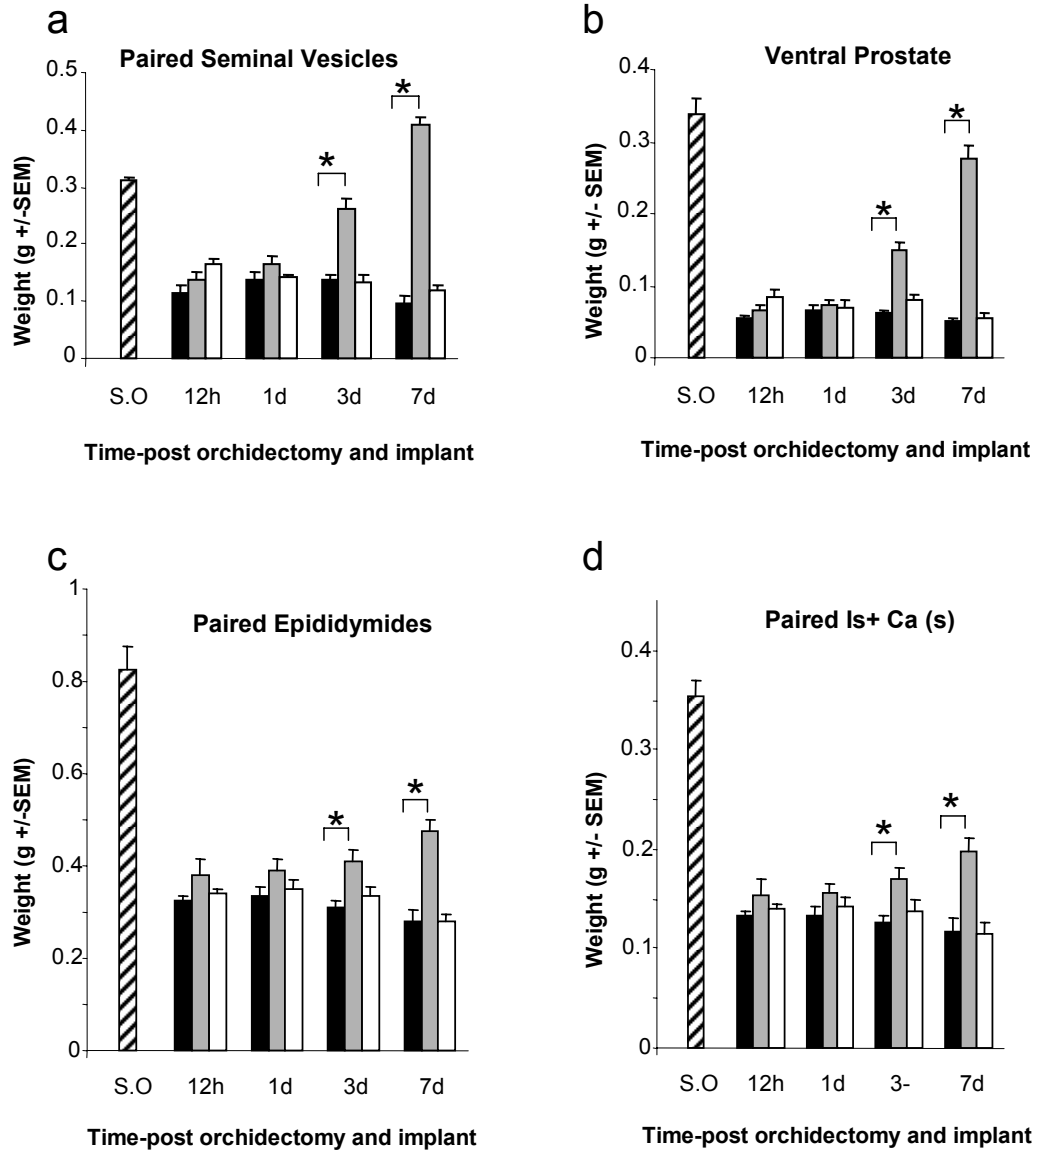 a
Paired Seminal Vesicles
0.5
0.4
0.3
0.2
0.1
0
Weight (g +/-SEM)
*
*
S.O 12h 1d 3d 7d
Time-post orchidectomy and implant
b
Ventral Prostate
0.4
0.3
0.2
0.1
0
Weight (g +/- SEM)
*
*
S.O 12h 1d 3d 7d
Time-post orchidectomy and implant
c
Paired Epididymides
1
0.8
0.6
0.4
0.2
0
Weight (g +/-SEM)
*
*
S.O 12h 1d 3d 7d
Time-post orchidectomy and implant
d
Paired Is+ Ca (s)
0.4
0.3
0.2
0.1
0
Weight (g +/- SEM)
*
*
S.O 12h 1d 3- 7d
Time-post orchidectomy and implant